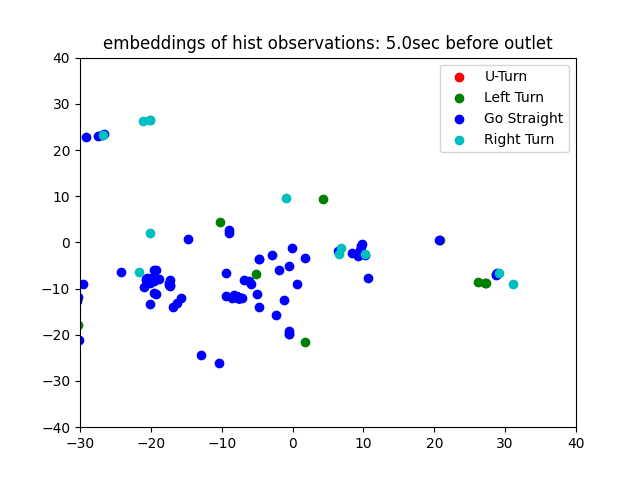 embeddings of hist observations: 5.0sec before outlet
U-Turn
Left Turn
Go Straight
Right Turn
40
30
20
10
0
−10
−20
−30
−40
−30 −20 −10 0 10 20 30 40